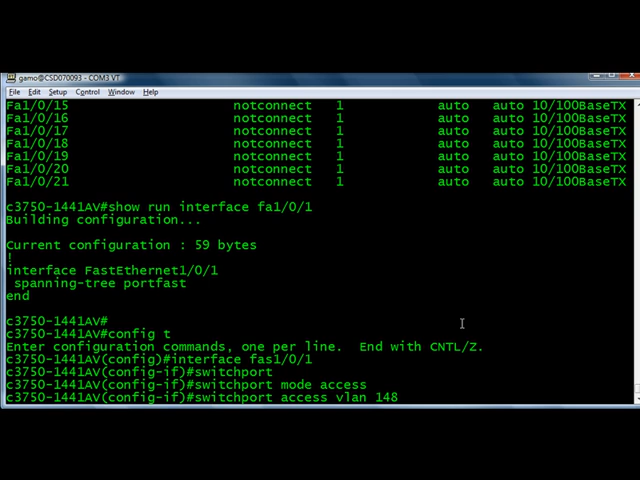 gamo@CSD070093 - COM3 VT
File Edit Setup Control Window Help
Fa1/0/15 notconnect 1 auto auto 10/100BaseTX
Fa1/0/16 notconnect 1 auto auto 10/100BaseTX
Fa1/0/17 notconnect 1 auto auto 10/100BaseTX
Fa1/0/18 notconnect 1 auto auto 10/100BaseTX
Fa1/0/19 notconnect 1 auto auto 10/100BaseTX
Fa1/0/20 notconnect 1 auto auto 10/100BaseTX
Fa1/0/21 notconnect 1 auto auto 10/100BaseTX
c3750-1441AV#show run interface fa1/0/1
Building configuration...
Current configuration : 59 bytes
!
interface FastEthernet1/0/1
spanning-tree portfast
end
c3750-1441AV#
c3750-1441AV#config t
Enter configuration commands, one per line. End with CNTL/Z.
c3750-1441AV(config)#interface fas1/0/1
c3750-1441AV(config-if)#switchport
c3750-1441AV(config-if)#switchport mode access
c3750-1441AV(config-if)#switchport access vlan 148